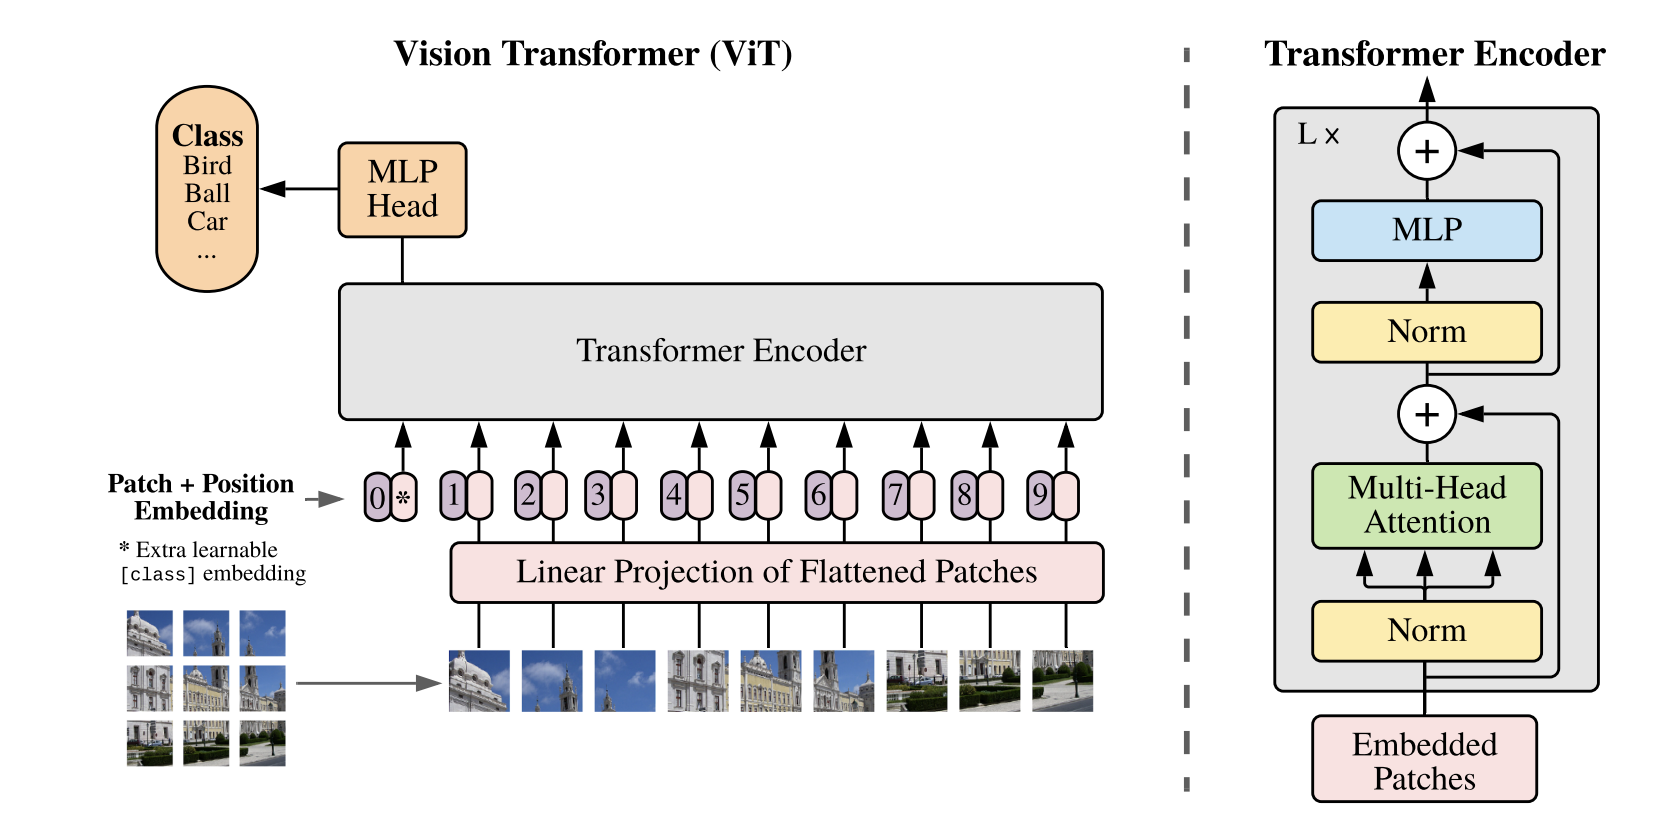 Vision Transformer (ViT)
Class
Bird
Ball
Car
...
MLP
Head
Transformer Encoder
Patch + Position
Embedding
0 * 1 2 3 4 5 6 7 8 9
* Extra learnable
[class] embedding
Linear Projection of Flattened Patches
Transformer Encoder
L x
+
MLP
Norm
+
Multi-Head
Attention
Norm
Embedded
Patches